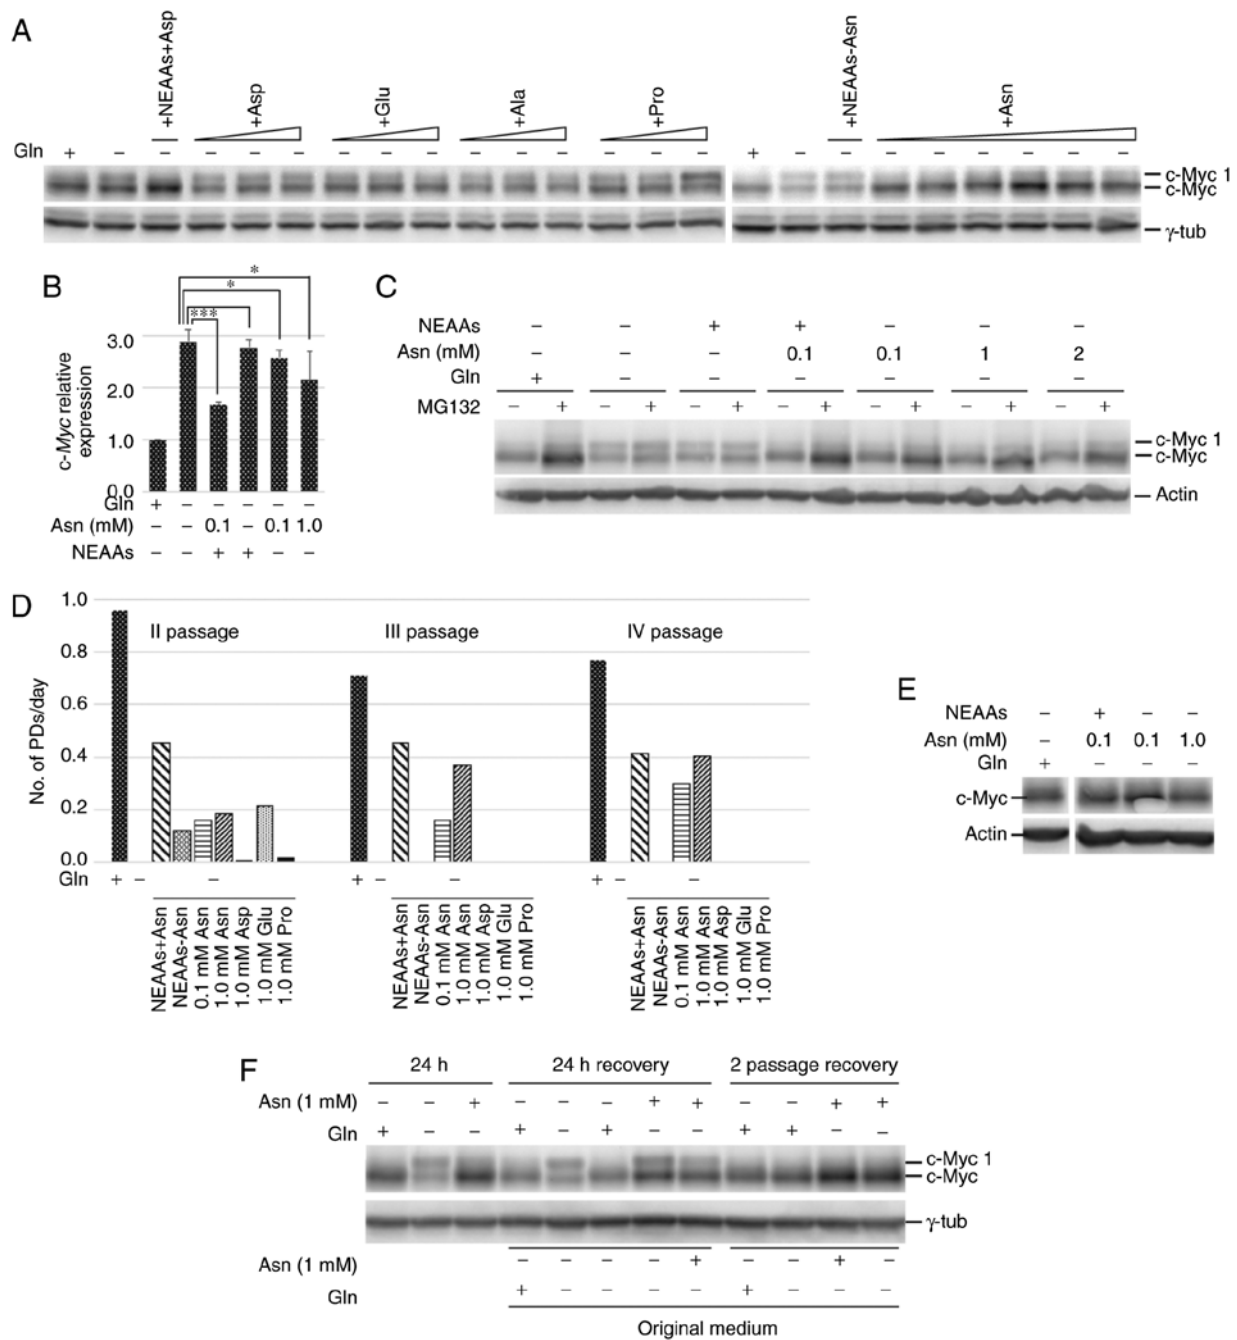 A
+NEAAs+Asp
+Asp
+Glu
+Ala
+Pro
+NEAAs-Asn
+Asn
Gln + − − − − − − − − − − − − − − + − − − − − − − −
c-Myc 1
c-Myc
γ-tub
B
*
*
***
c-Myc relative expression
3.0
2.0
1.0
0.0
Gln + − − − − −
Asn (mM) − − 0.1 − 0.1 1.0
NEAAs − − + + − −
C
NEAAs − − + + − − −
Asn (mM) − − − 0.1 0.1 1 2
Gln + − − − − − −
MG132 − + − + − + − + − + − + − +
c-Myc 1
c-Myc
Actin
D
No. of PDs/day
1.0
0.8
0.6
0.4
0.2
0.0
II passage
III passage
IV passage
Gln + − − + − − + − −
NEAAs+Asn
NEAAs-Asn
0.1 mM Asn
1.0 mM Asn
1.0 mM Asp
1.0 mM Glu
1.0 mM Pro
NEAAs+Asn
NEAAs-Asn
0.1 mM Asn
1.0 mM Asn
1.0 mM Asp
1.0 mM Glu
1.0 mM Pro
NEAAs+Asn
NEAAs-Asn
0.1 mM Asn
1.0 mM Asn
1.0 mM Asp
1.0 mM Glu
1.0 mM Pro
E
NEAAs − + − −
Asn (mM) − 0.1 0.1 1.0
Gln + − − −
c-Myc
Actin
F
24 h
24 h recovery
2 passage recovery
Asn (1 mM) − − + − − − + + − − + +
Gln + − − + − + − − + + − −
c-Myc 1
c-Myc
γ-tub
Asn (1 mM) − − − − + − − + −
Gln + − − − − + − − −
Original medium